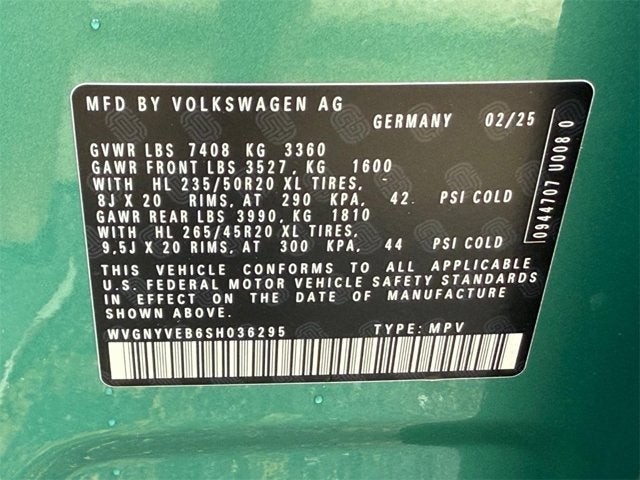 MFD BY VOLKSWAGEN AG
GERMANY 02/25
GVWR LBS 7408 KG 3360
GAWR FRONT LBS 3527, KG 1600
WITH HL 235/50R20 XL TIRES, -
8J X 20 RIMS, AT 290 KPA, 42 PSI COLD
GAWR REAR LBS 3990, KG 1810
WITH HL 265/45R20 XL TIRES,
9,5J X 20 RIMS, AT 300 KPA, 44 PSI COLD
THIS VEHICLE CONFORMS TO ALL APPLICABLE
U.S. FEDERAL MOTOR VEHICLE SAFETY STANDARDS
IN EFFECT ON THE DATE OF MANUFACTURE
SHOWN ABOVE.
WVGNYVEB6SH036295 TYPE: MPV
0944707 U008 0